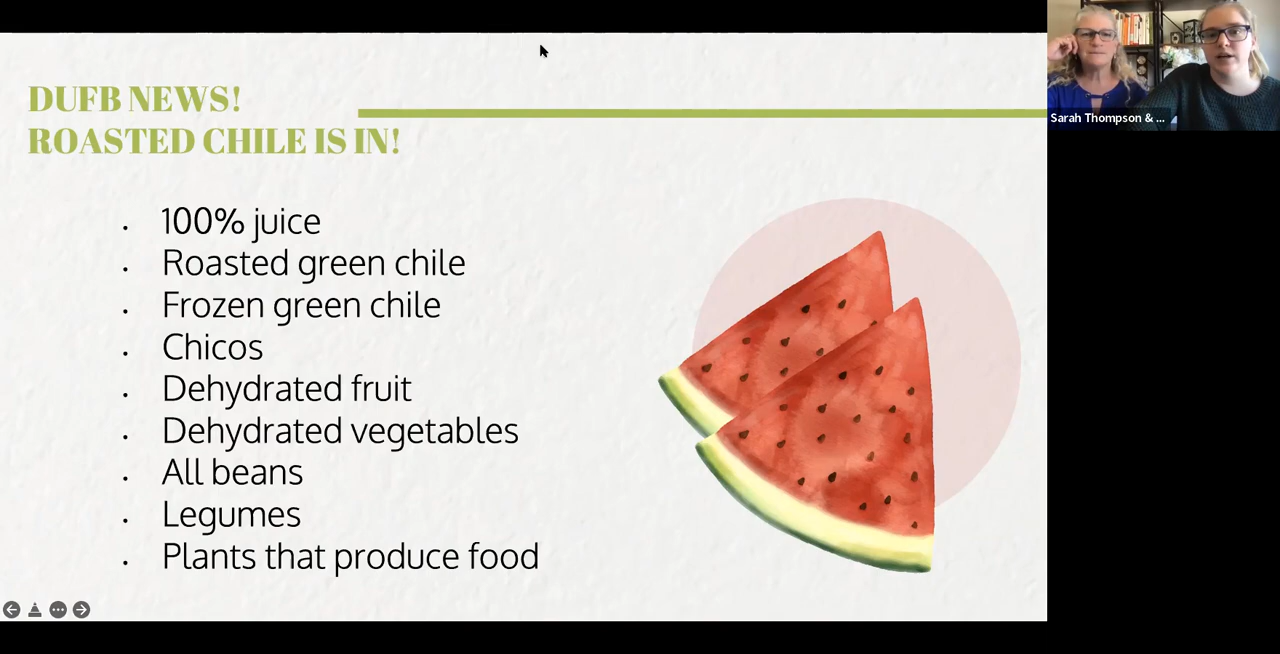 DUFB NEWS!
ROASTED CHILE IS IN!
100% juice
Roasted green chile
Frozen green chile
Chicos
Dehydrated fruit
Dehydrated vegetables
All beans
Legumes
Plants that produce food
Sarah Thompson & ...